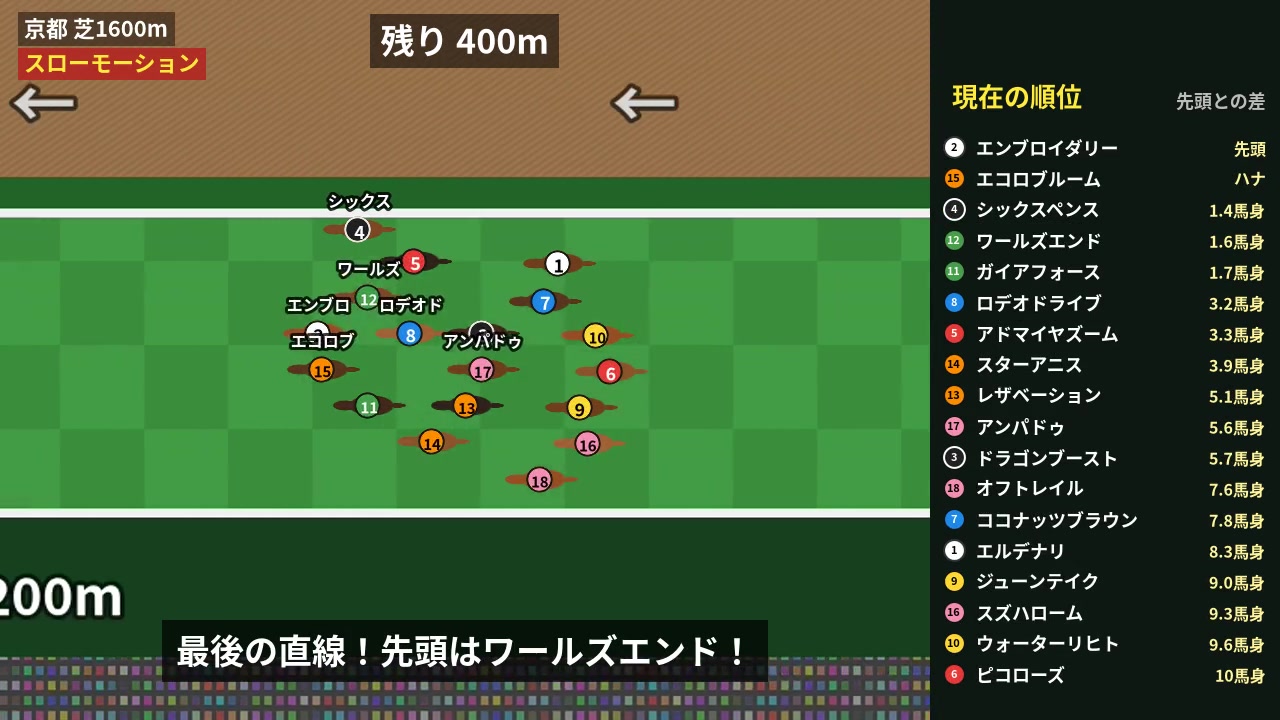 京都 芝1600m
スローモーション
残り 400m
現在の順位
先頭との差
2 エンブロイダリー 先頭
15 エコロブルーム ハナ
4 シックスペンス 1.4馬身
12 ワールズエンド 1.6馬身
11 ガイアフォース 1.7馬身
8 ロデオドライブ 3.2馬身
5 アドマイヤズーム 3.3馬身
14 スターアニス 3.9馬身
13 レザベーション 5.1馬身
17 アンパドゥ 5.6馬身
3 ドラゴンブースト 5.7馬身
18 オフトレイル 7.6馬身
7 ココナッツブラウン 7.8馬身
1 エルデナリ 8.3馬身
9 ジューンテイク 9.0馬身
16 スズハローム 9.3馬身
10 ウォーターリヒト 9.6馬身
6 ピコローズ 10馬身
シックス
4
5
1
ワールズ
12
7
エンブロ
ロデオド
8
10
エコロブ
アンパドゥ
15
17
6
11
13
9
14
16
18
200m
最後の直線！先頭はワールズエンド！